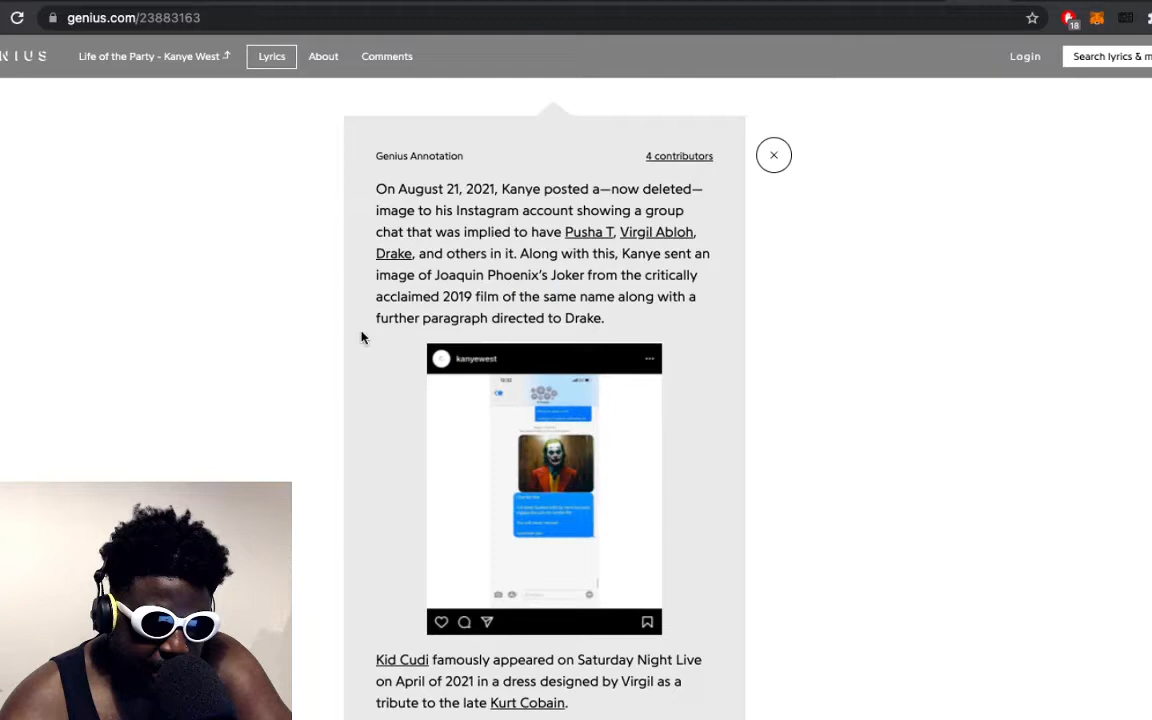 genius.com/23883163
18
Life of the Party - Kanye West
Lyrics
About
Comments
Login
Search lyrics & m
Genius Annotation
4 contributors
On August 21, 2021, Kanye posted a—now deleted—
image to his Instagram account showing a group
chat that was implied to have Pusha T, Virgil Abloh,
Drake, and others in it. Along with this, Kanye sent an
image of Joaquin Phoenix's Joker from the critically
acclaimed 2019 film of the same name along with a
further paragraph directed to Drake.
kanyewest
Kid Cudi famously appeared on Saturday Night Live
on April of 2021 in a dress designed by Virgil as a
tribute to the late Kurt Cobain.